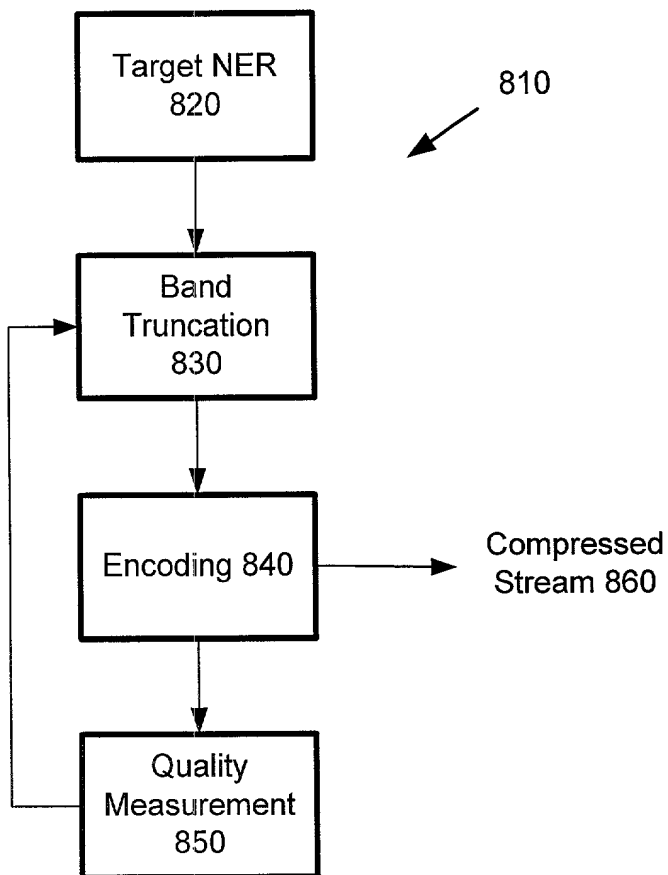 Target NER
820
810
Band
Truncation
830
Encoding 840
Compressed
Stream 860
Quality
Measurement
850